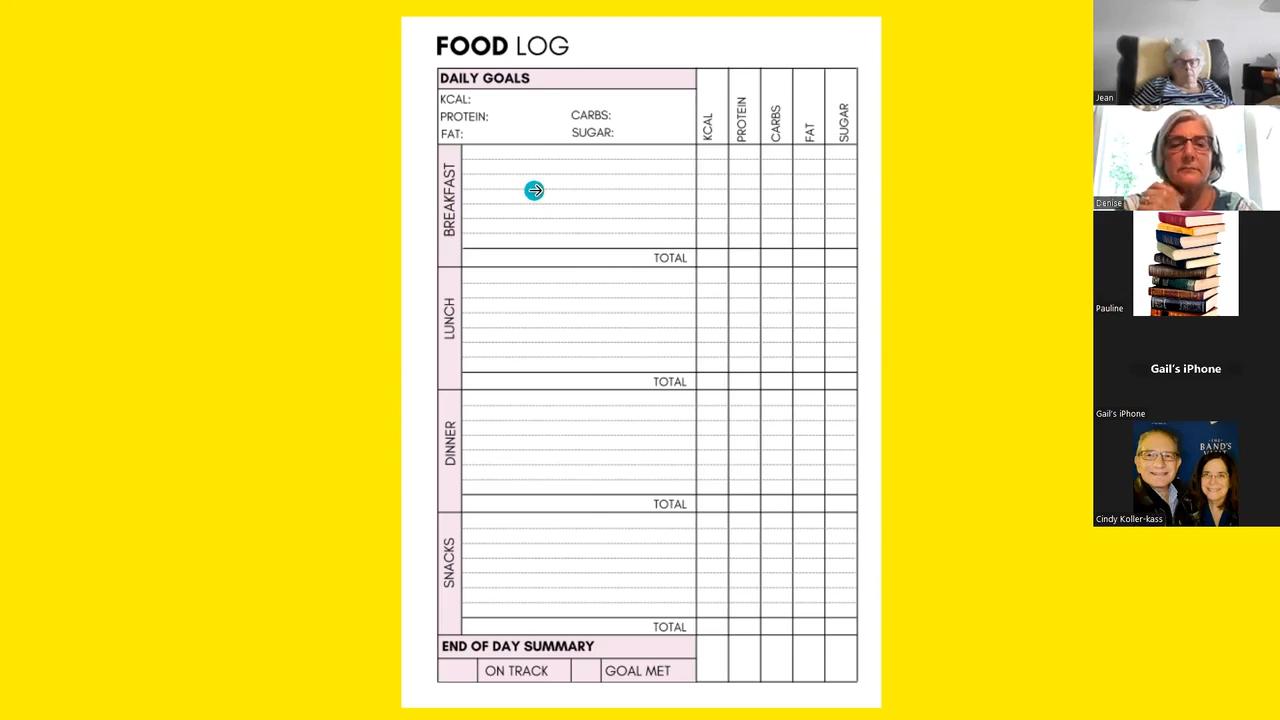 FOOD LOG
DAILY GOALS
KCAL:
PROTEIN:
CARBS:
FAT:
SUGAR:
KCAL
PROTEIN
CARBS
FAT
SUGAR
BREAKFAST
TOTAL
LUNCH
TOTAL
DINNER
TOTAL
SNACKS
TOTAL
END OF DAY SUMMARY
ON TRACK
GOAL MET
Jean
Denise
Pauline
Gail's iPhone
Gail's iPhone
THE
BAND'S
Cindy Koller-kass